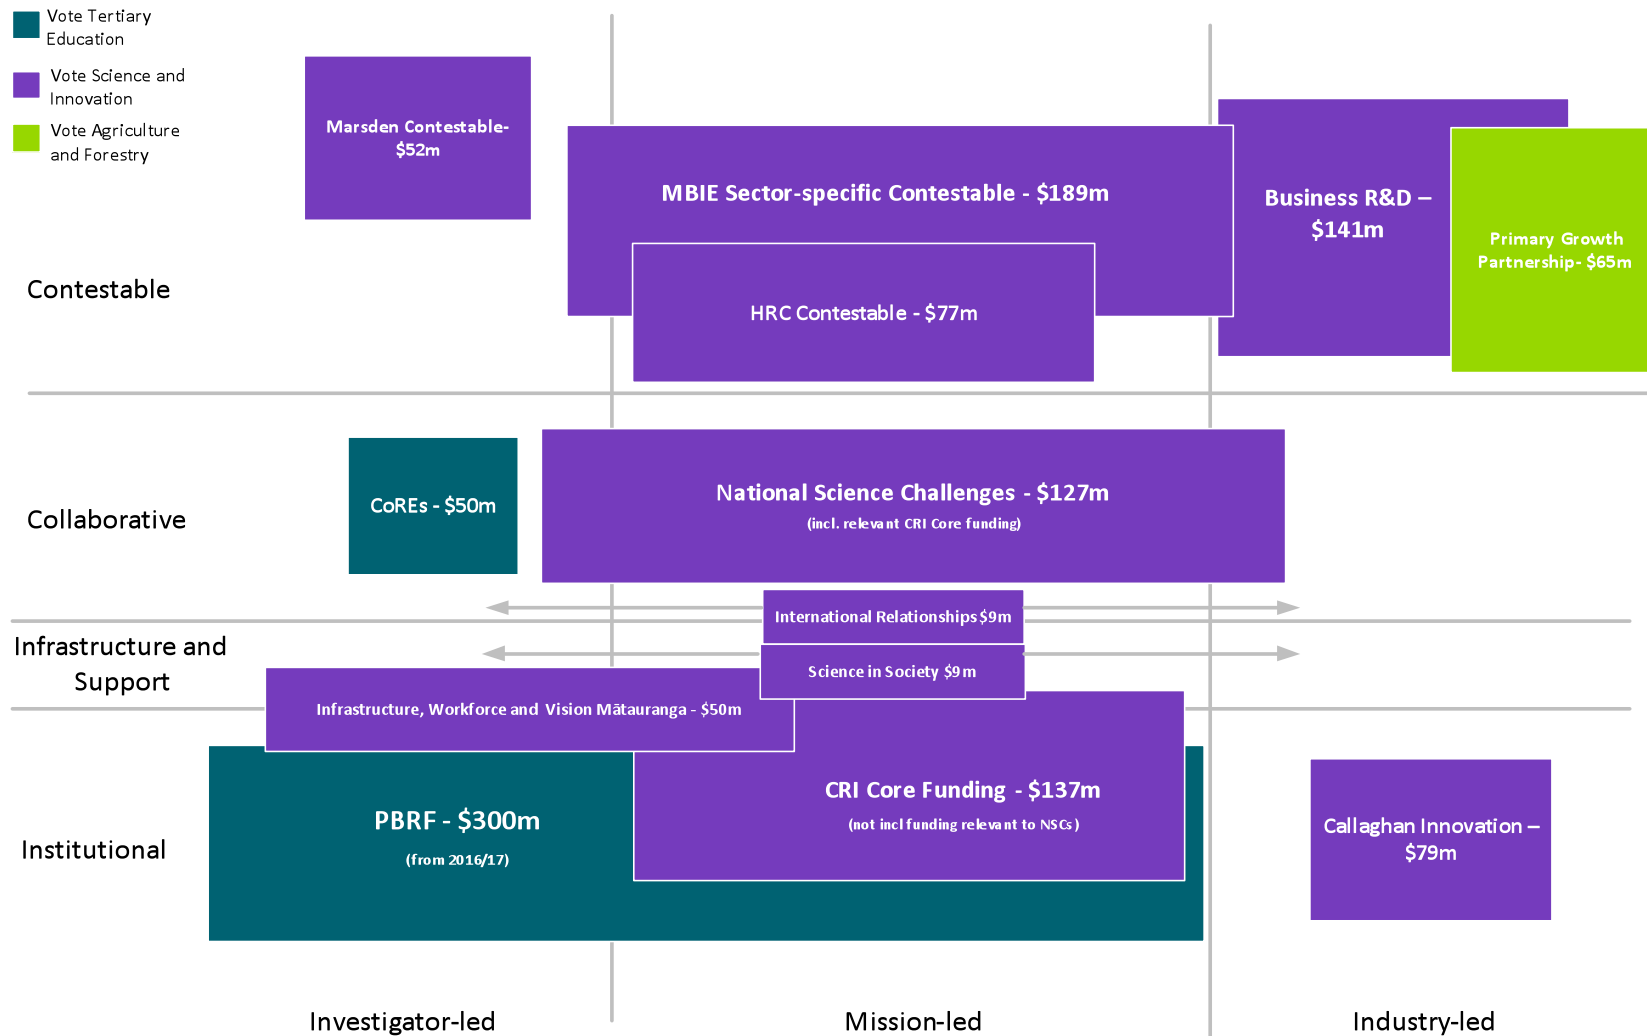 Vote Tertiary
Education
Vote Science and
Innovation
Vote Agriculture
and Forestry
Marsden Contestable-
$52m
MBIE Sector-specific Contestable - $189m
Business R&D –
$141m
Primary Growth
Partnership- $65m
HRC Contestable - $77m
Contestable
CoREs - $50m
National Science Challenges - $127m
(incl. relevant CRI Core funding)
Collaborative
International Relationships $9m
Infrastructure and
Support
Science in Society $9m
Infrastructure, Workforce and Vision Mātauranga - $50m
PBRF - $300m
(from 2016/17)
CRI Core Funding - $137m
(not incl funding relevant to NSCs)
Callaghan Innovation –
$79m
Institutional
Investigator-led
Mission-led
Industry-led